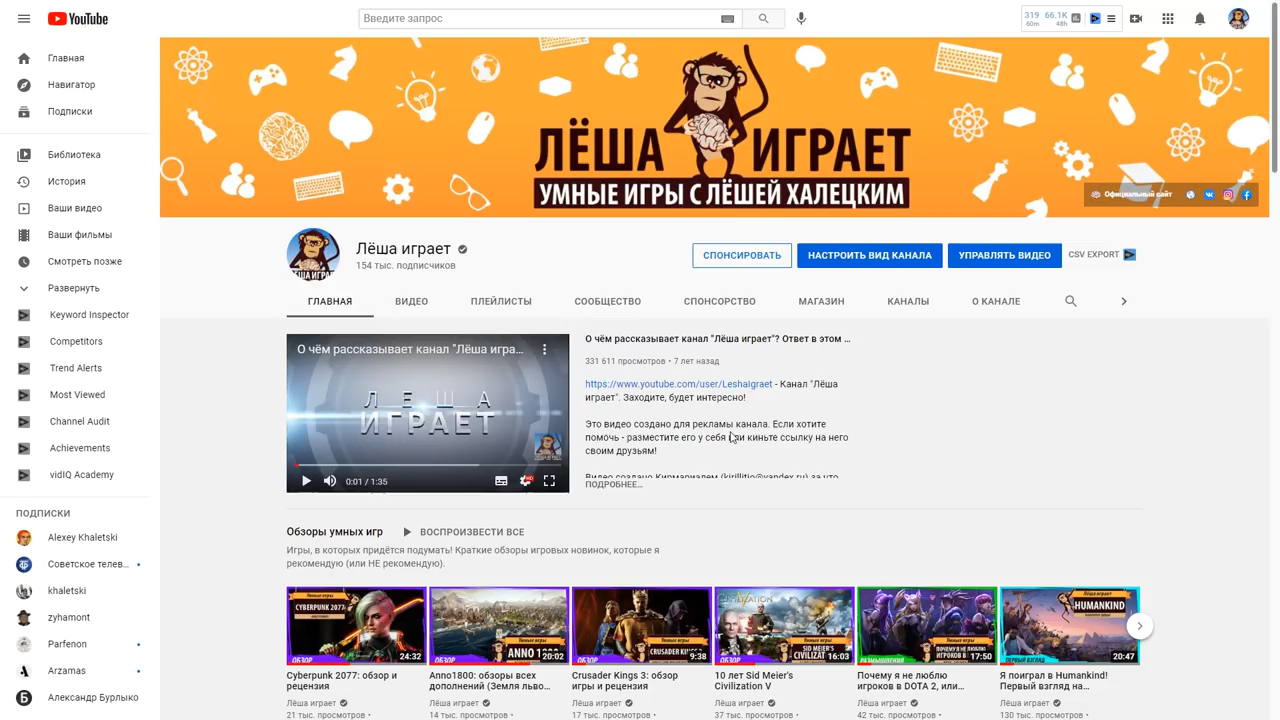 YouTube
Введите запрос
319 66.1K
60m 48h
Главная
Навигатор
Подписки
Библиотека
История
Ваши видео
Ваши фильмы
Смотреть позже
Развернуть
Keyword Inspector
Competitors
Trend Alerts
Most Viewed
Channel Audit
Achievements
vidIQ Academy
ПОДПИСКИ
Alexey Khaletski
Советское телев...
khaletski
zyhamont
Parfenon
Arzamas
Александр Бурлыко
ЛЁША ИГРАЕТ
УМНЫЕ ИГРЫ С ЛЁШЕЙ ХАЛЕЦКИМ
Официальный сайт
Лёша играет
154 тыс. подписчиков
СПОНСИРОВАТЬ
НАСТРОИТЬ ВИД КАНАЛА
УПРАВЛЯТЬ ВИДЕО
CSV EXPORT
ГЛАВНАЯ ВИДЕО ПЛЕЙЛИСТЫ СООБЩЕСТВО СПОНСОРСТВО МАГАЗИН КАНАЛЫ О КАНАЛЕ
О чём рассказывает канал "Лёша игра...
ЛЕША
ИГРАЕТ
0:01 / 1:35
О чём рассказывает канал "Лёша играет"? Ответ в этом ...
331 611 просмотров • 7 лет назад
https://www.youtube.com/user/LeshaIgraet - Канал "Лёша
играет". Заходите, будет интересно!
Это видео создано для рекламы канала. Если хотите
помочь - разместите его у себя или киньте ссылку на него
своим друзьям!
Видео создано Кирмариалем (kirillitio@yandex.ru) за что
ПОДРОБНЕЕ...
Обзоры умных игр
ВОСПРОИЗВЕСТИ ВСЕ
Игры, в которых придётся подумать! Краткие обзоры игровых новинок, которые я
рекомендую (или НЕ рекомендую).
CYBERPUNK 2077
ОБЗОР
24:32
ANNO 1800
ОБЗОР
20:02
CRUSADER KINGS
ОБЗОР
9:38
SID MEIER'S
CIVILIZATION
ОБЗОР
16:03
ПОЧЕМУ Я НЕ ЛЮБЛЮ
ИГРОКОВ В DOTA 2
РАЗМЫШЛЕНИЯ
17:50
Лёша играет
HUMANKIND
ПЕРВЫЙ ВЗГЛЯД
20:47
Cyberpunk 2077: обзор и
рецензия
Лёша играет
21 тыс. просмотров •
Anno1800: обзоры всех
дополнений (Земля льво...
Лёша играет
14 тыс. просмотров •
Crusader Kings 3: обзор
игры и рецензия
Лёша играет
17 тыс. просмотров •
10 лет Sid Meier's
Civilization V
Лёша играет
37 тыс. просмотров •
Почему я не люблю
игроков в DOTA 2, или...
Лёша играет
42 тыс. просмотров •
Я поиграл в Humankind!
Первый взгляд на...
Лёша играет
130 тыс. просмотров •